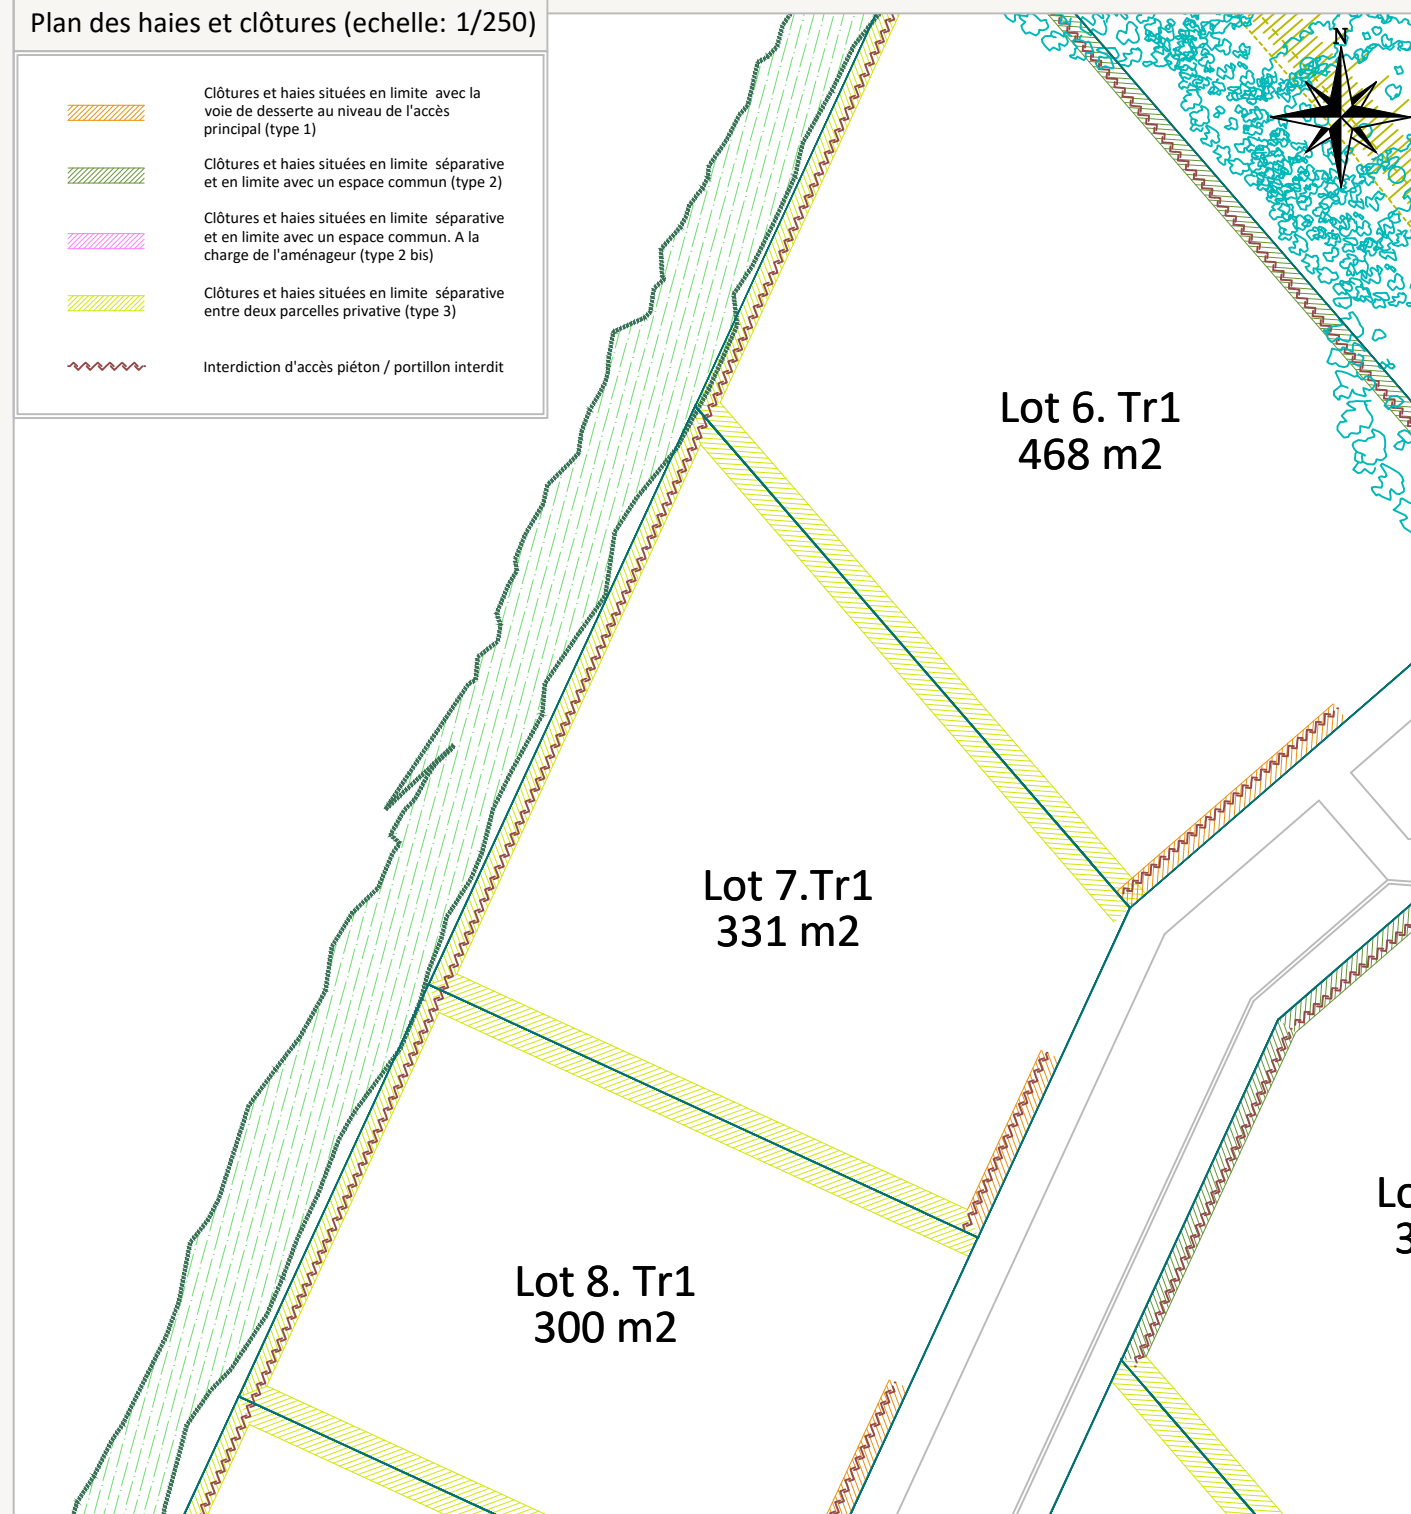 Plan des haies et clôtures (echelle: 1/250)
Clôtures et haies situées en limite avec la
voie de desserte au niveau de l'accès
principal (type 1)
Clôtures et haies situées en limite séparative
et en limite avec un espace commun (type 2)
Clôtures et haies situées en limite séparative
et en limite avec un espace commun. A la
charge de l'aménageur (type 2 bis)
Clôtures et haies situées en limite séparative
entre deux parcelles privative (type 3)
Interdiction d'accès piéton / portillon interdit
N
Lot 6. Tr1
468 m2
Lot 7.Tr1
331 m2
Lot 8. Tr1
300 m2